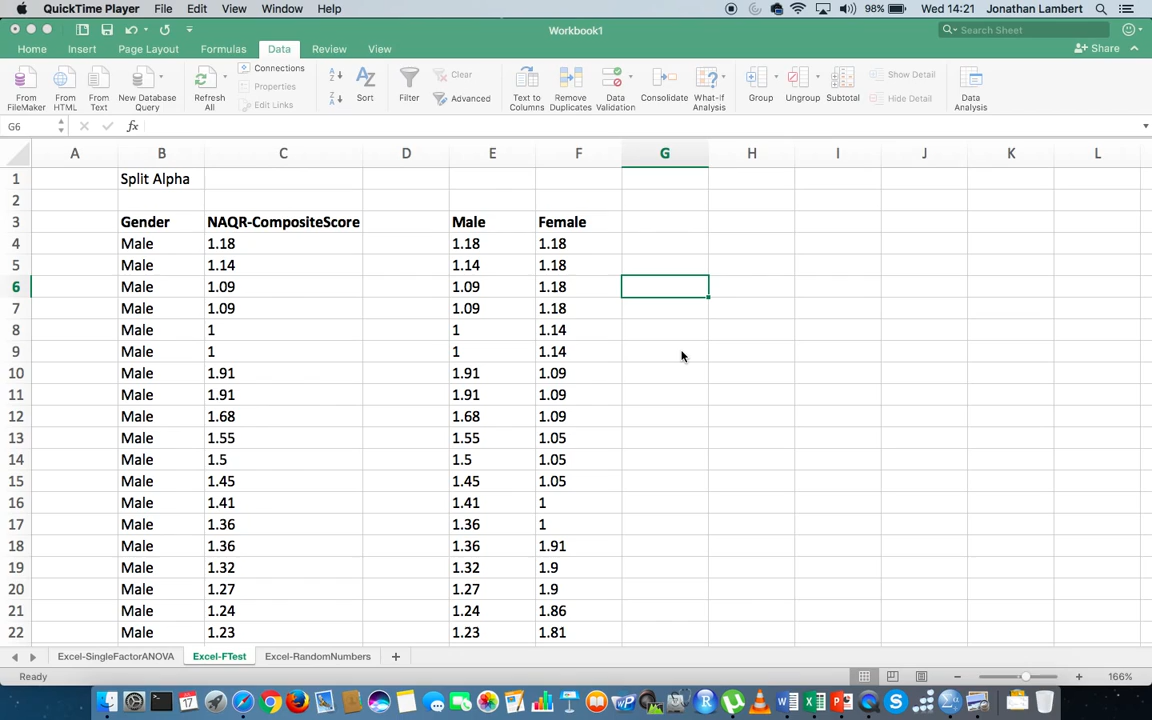 QuickTime Player File Edit View Window Help 98% Wed 14:21 Jonathan Lambert
Workbook1 Search Sheet
Home Insert Page Layout Formulas Data Review View Share
From FileMaker From HTML From Text New Database Query Refresh All Connections Properties Edit Links Sort Filter Clear Advanced Text to Columns Remove Duplicates Data Validation Consolidate What-If Analysis Group Ungroup Subtotal Show Detail Hide Detail Data Analysis
G6 fx
A B C D E F G H I J K L
1 Split Alpha
2
3 Gender NAQR-CompositeScore Male Female
4 Male 1.18 1.18 1.18
5 Male 1.14 1.14 1.18
6 Male 1.09 1.09 1.18
7 Male 1.09 1.09 1.18
8 Male 1 1 1.14
9 Male 1 1 1.14
10 Male 1.91 1.91 1.09
11 Male 1.91 1.91 1.09
12 Male 1.68 1.68 1.09
13 Male 1.55 1.55 1.05
14 Male 1.5 1.5 1.05
15 Male 1.45 1.45 1.05
16 Male 1.41 1.41 1
17 Male 1.36 1.36 1
18 Male 1.36 1.36 1.91
19 Male 1.32 1.32 1.9
20 Male 1.27 1.27 1.9
21 Male 1.24 1.24 1.86
22 Male 1.23 1.23 1.81
Excel-SingleFactorANOVA Excel-FTest Excel-RandomNumbers
Ready 166%